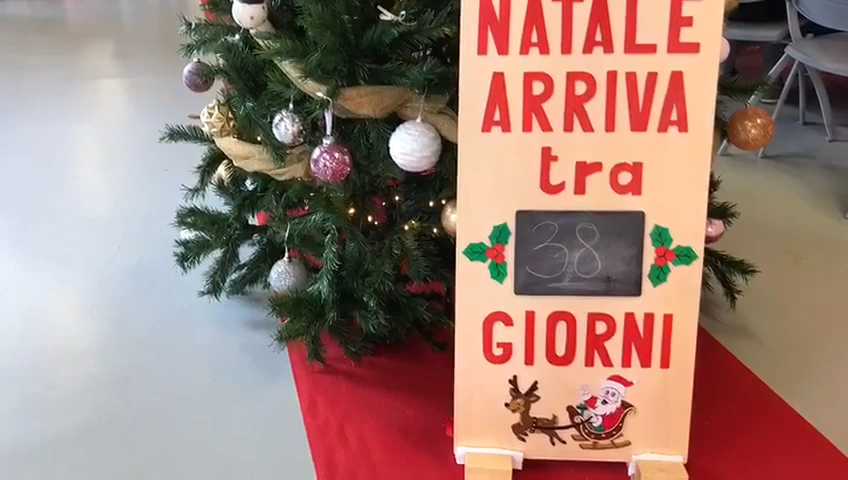 NATALE
ARRIVA
tra
38
GIORNI